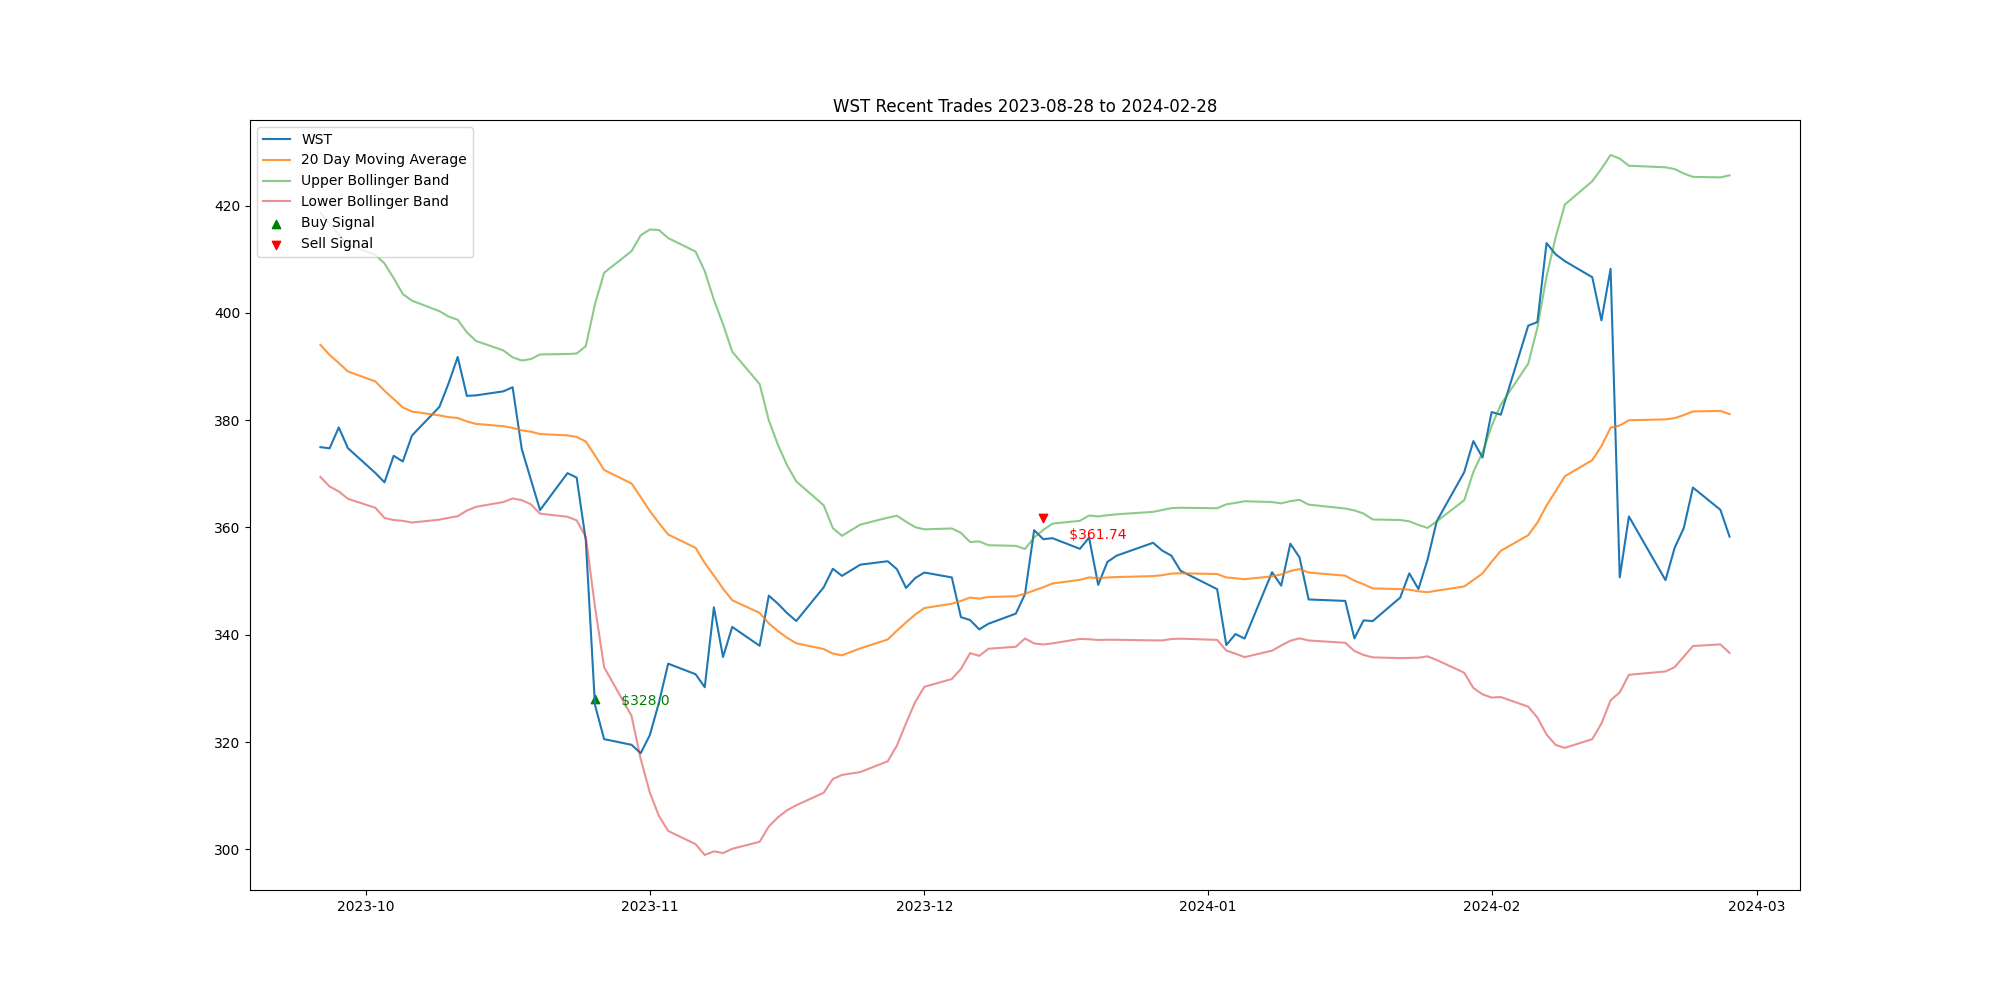 WST Recent Trades 2023-08-28 to 2024-02-28
WST
20 Day Moving Average
Upper Bollinger Band
Lower Bollinger Band
Buy Signal
Sell Signal
420
400
380
360
340
320
300
$361.74
$328.0
2023-10
2023-11
2023-12
2024-01
2024-02
2024-03